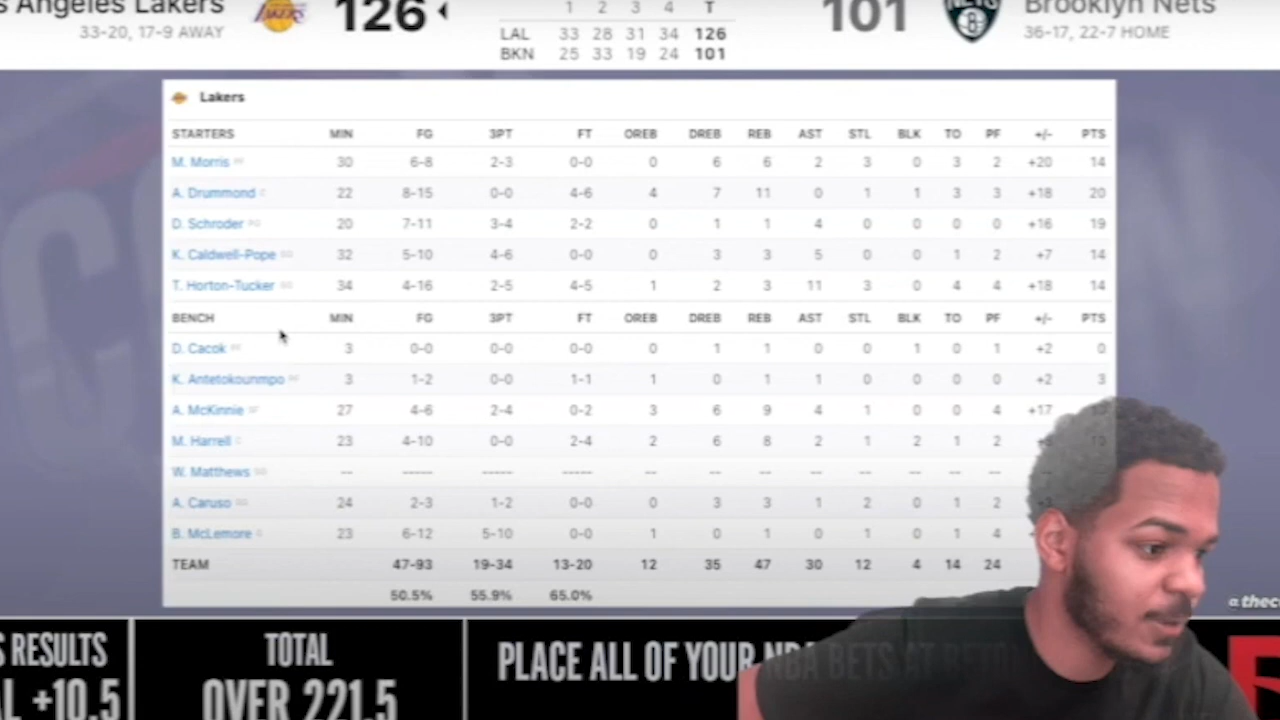 s Angeles Lakers 126 1 2 3 4 T 101 Brooklyn Nets
33-20, 17-9 AWAY LAL 33 28 31 34 126 NETS 36-17, 22-7 HOME
BKN 25 33 19 24 101
Lakers
STARTERS MIN FG 3PT FT OREB DREB REB AST STL BLK TO PF +/- PTS
M. Morris PF 30 6-8 2-3 0-0 0 6 6 2 3 0 3 2 +20 14
A. Drummond C 22 8-15 0-0 4-6 4 7 11 0 1 1 3 3 +18 20
D. Schroder PG 20 7-11 3-4 2-2 0 1 1 4 0 0 0 0 +16 19
K. Caldwell-Pope SG 32 5-10 4-6 0-0 0 3 3 5 0 0 1 2 +7 14
T. Horton-Tucker SG 34 4-16 2-5 4-5 1 2 3 11 3 0 4 4 +18 14
BENCH MIN FG 3PT FT OREB DREB REB AST STL BLK TO PF +/- PTS
D. Cacok PF 3 0-0 0-0 0-0 0 1 1 0 0 1 0 1 +2 0
K. Antetokounmpo PF 3 1-2 0-0 1-1 1 0 1 1 0 0 0 0 +2 3
A. McKinnie SF 27 4-6 2-4 0-2 3 6 9 4 1 0 0 4 +17
M. Harrell C 23 4-10 0-0 2-4 2 6 8 2 1 2 1 2
W. Matthews SG -- ----- ----- ----- -- -- -- -- -- -- -- --
A. Caruso SG 24 2-3 1-2 0-0 0 3 3 1 2 0 1 2
B. McLemore G 23 6-12 5-10 0-0 1 0 1 0 1 0 1 4
TEAM 47-93 19-34 13-20 12 35 47 30 12 4 14 24
50.5% 55.9% 65.0%
@thec
S RESULTS TOTAL PLACE ALL OF YOUR NBA BETS AT
AL +10.5 OVER 221.5